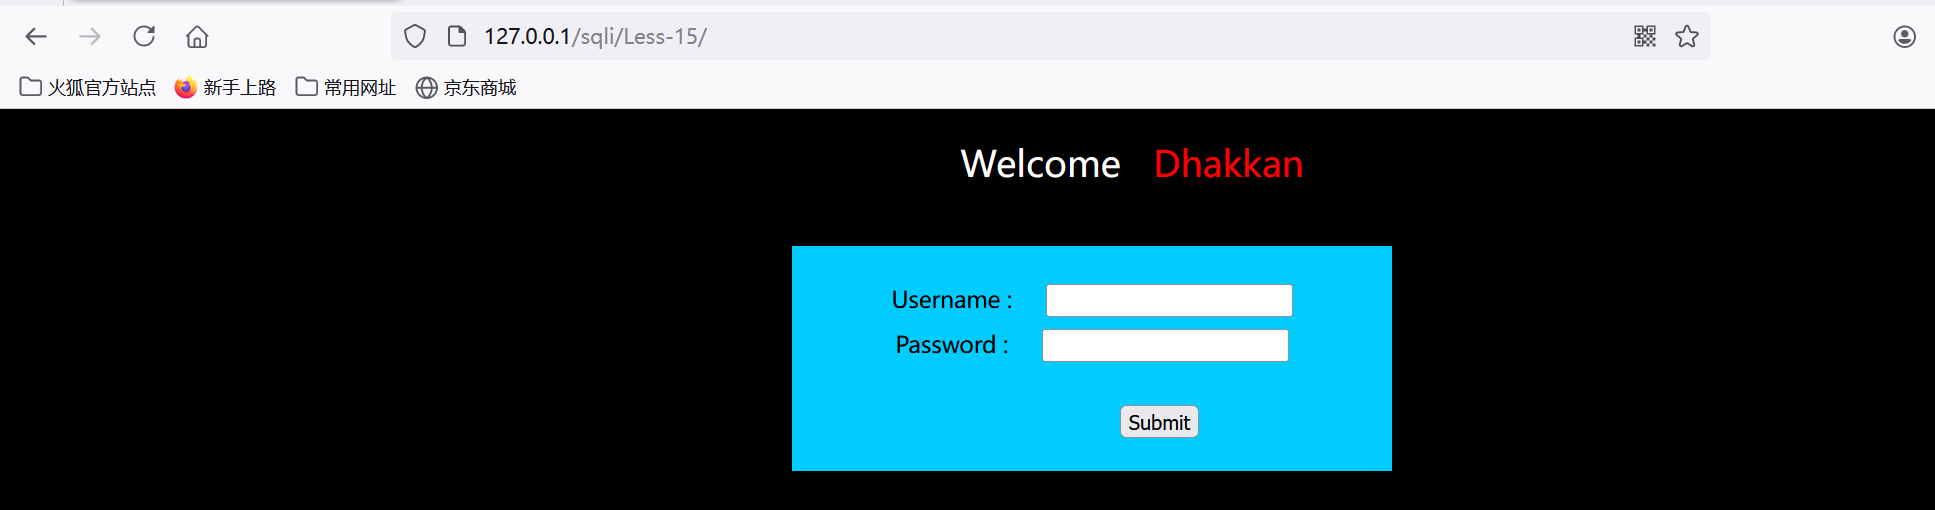 127.0.0.1/sqli/Less-15/
火狐官方站点 新手上路 常用网址 京东商城
Welcome Dhakkan
Username :
Password :
Submit